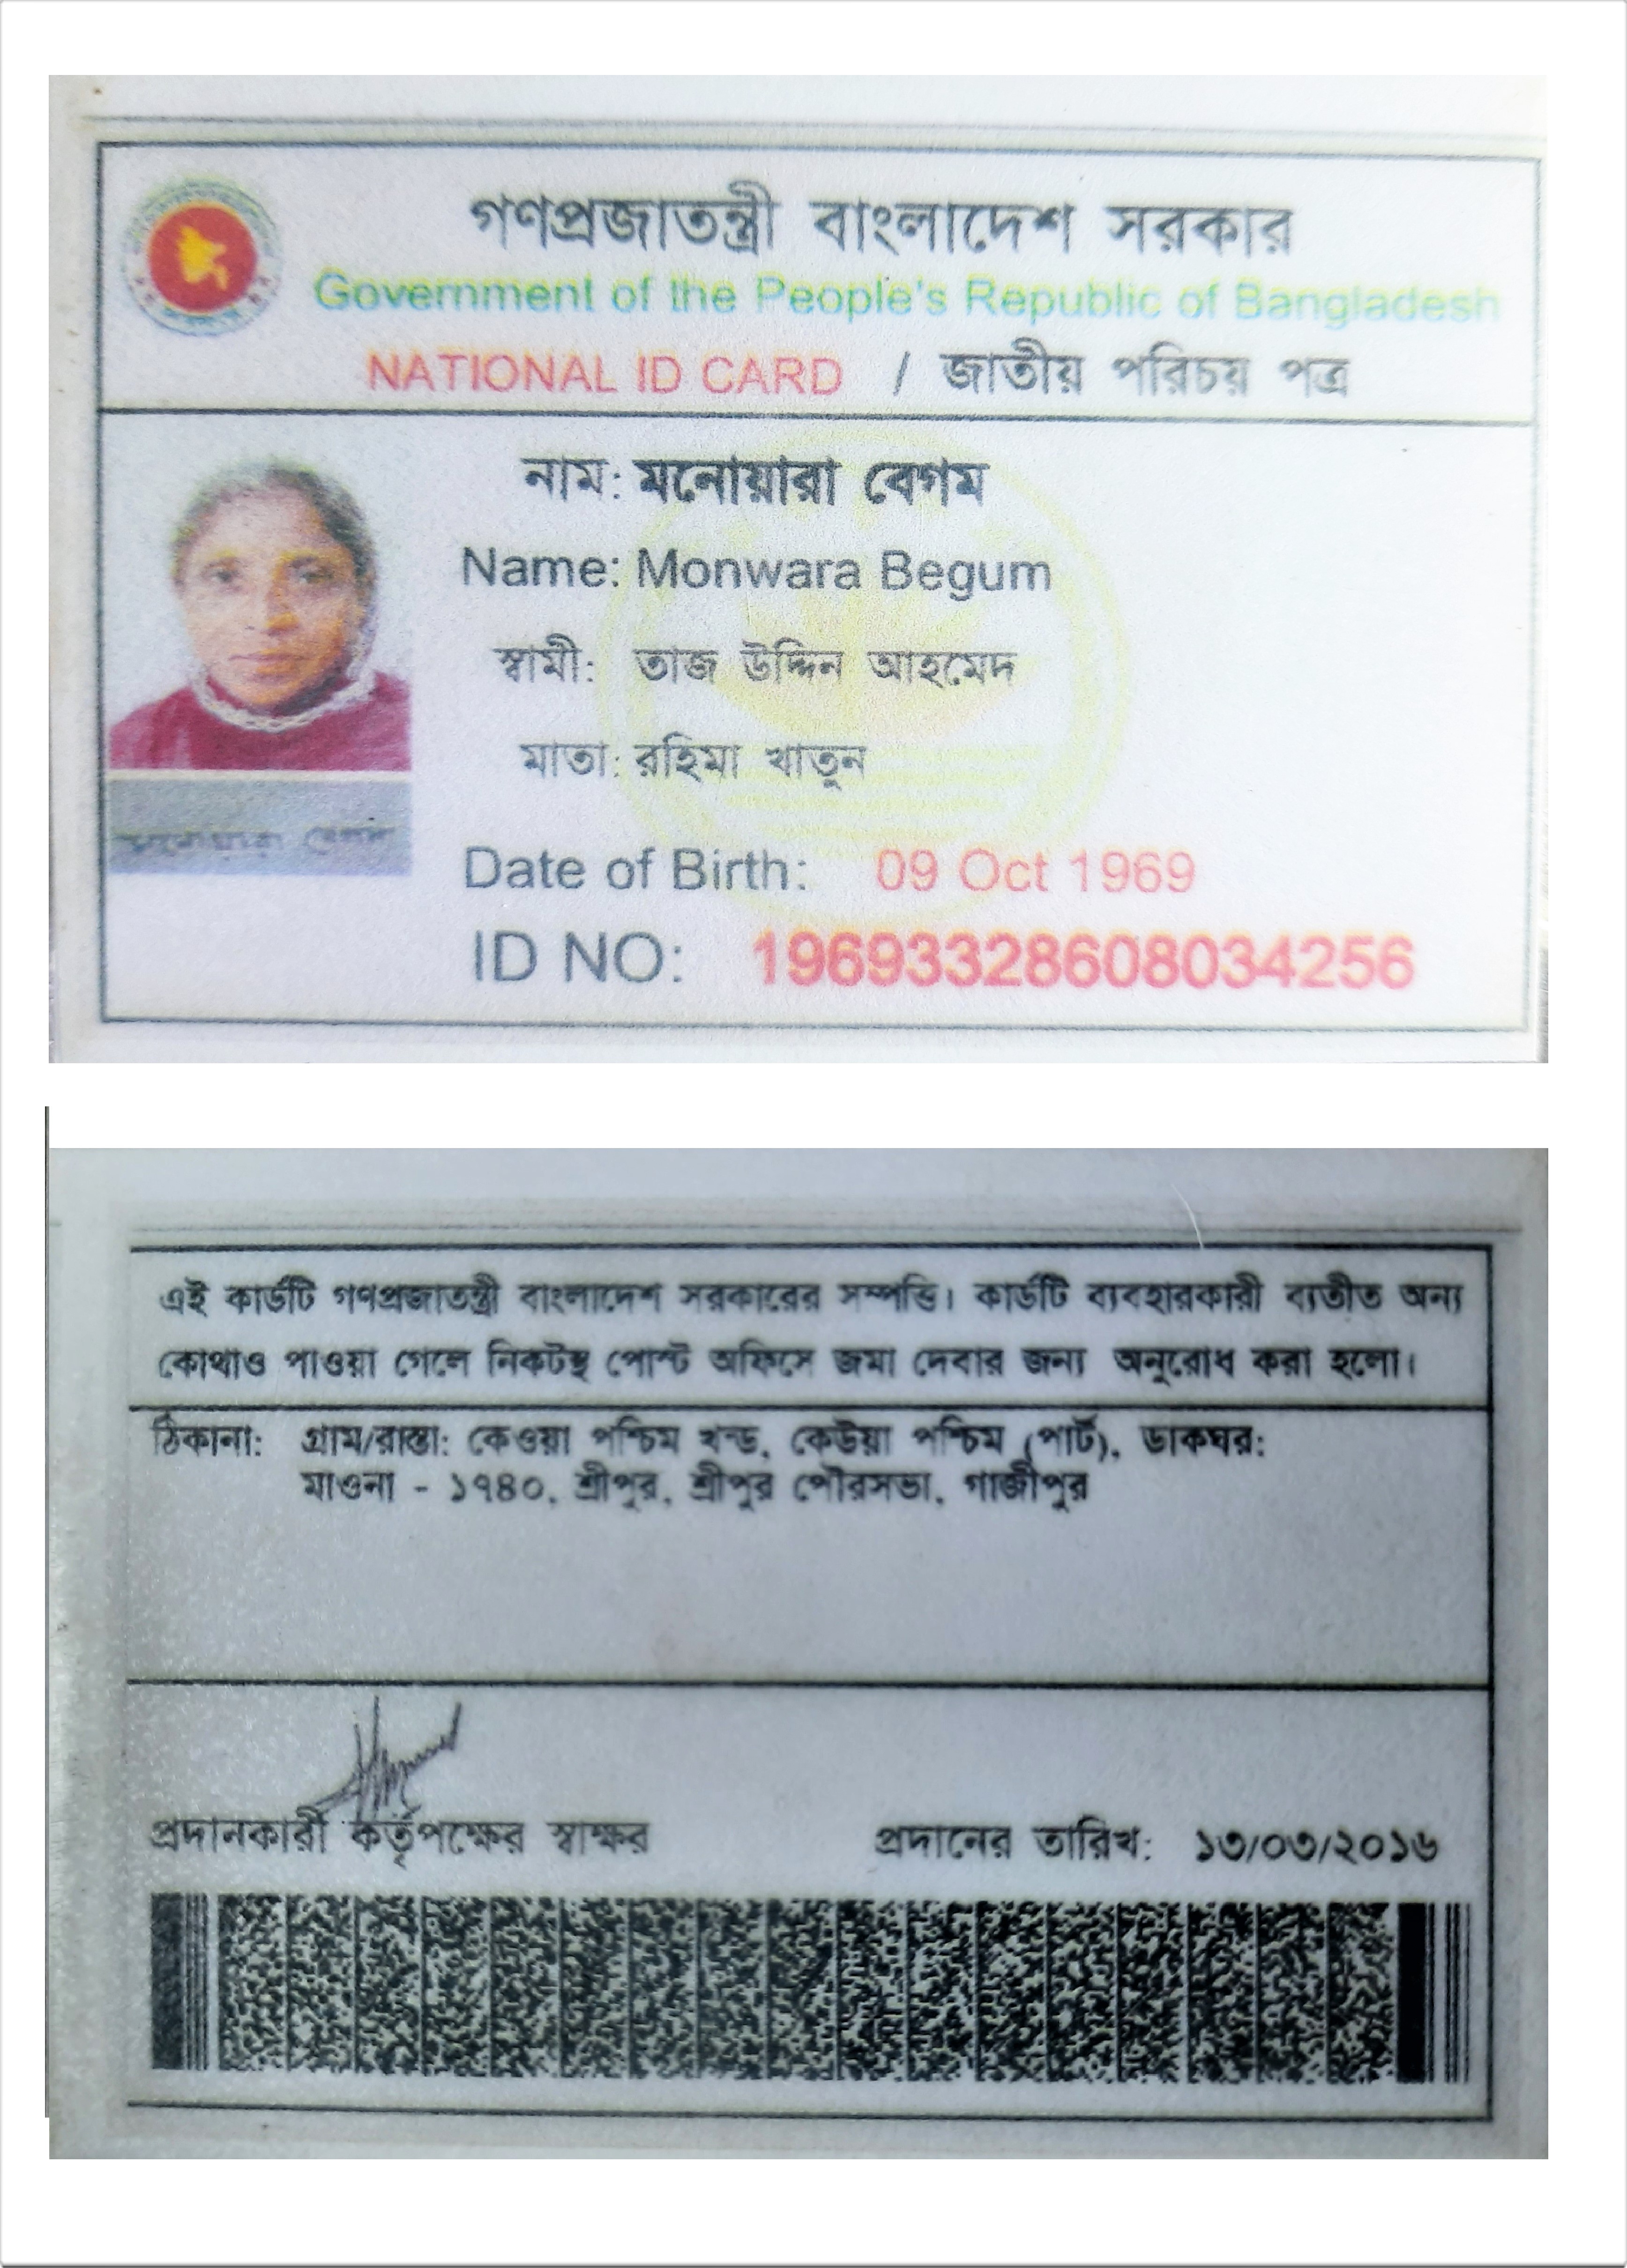 গণপ্রজাতন্ত্রী বাংলাদেশ সরকার
Government of the People's Republic of Bangladesh
NATIONAL ID CARD / জাতীয় পরিচয় পত্র
নাম: মনোয়ারা বেগম
Name: Monwara Begum
স্বামী: তাজ উদ্দিন আহমেদ
মাতা: রহিমা খাতুন
মনোয়ারা বেগম
Date of Birth: 09 Oct 1969
ID NO: 19693328608034256
এই কার্ডটি গণপ্রজাতন্ত্রী বাংলাদেশ সরকারের সম্পত্তি। কার্ডটি ব্যবহারকারী ব্যতীত অন্য
কোথাও পাওয়া গেলে নিকটস্থ পোস্ট অফিসে জমা দেবার জন্য অনুরোধ করা হলো।
ঠিকানা: গ্রাম/রাস্তা: কেওয়া পশ্চিম খন্ড, কেউয়া পশ্চিম (পার্ট), ডাকঘর:
মাওনা - ১৭৪০, শ্রীপুর, শ্রীপুর পৌরসভা, গাজীপুর
প্রদানকারী কর্তৃপক্ষের স্বাক্ষর প্রদানের তারিখ: ১৩/০৩/২০১৬